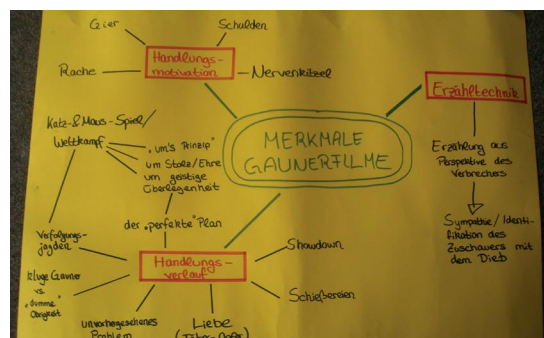 Gier
Schulden
Handlungs-
motivation
Rache
Nervenkitzel
Erzähltechnik
Katz-&Maus-Spiel/
Wettkampf
„um's Prinzip"
um Stolz/Ehre
um geistige
Überlegenheit
MERKMALE
GAUNERFILME
Erzählung aus
Perspektive des
Verbrechers
Sympathie/Identi-
fikation des
Zuschauers mit
dem Dieb
der „perfekte" Plan
Verfolgungs-
jagden
Handlungs-
verlauf
Showdown
kluge Gauner
vs.
„dumme"
Obrigkeit
Schießereien
unvorhergesehenes
Problem
Liebe